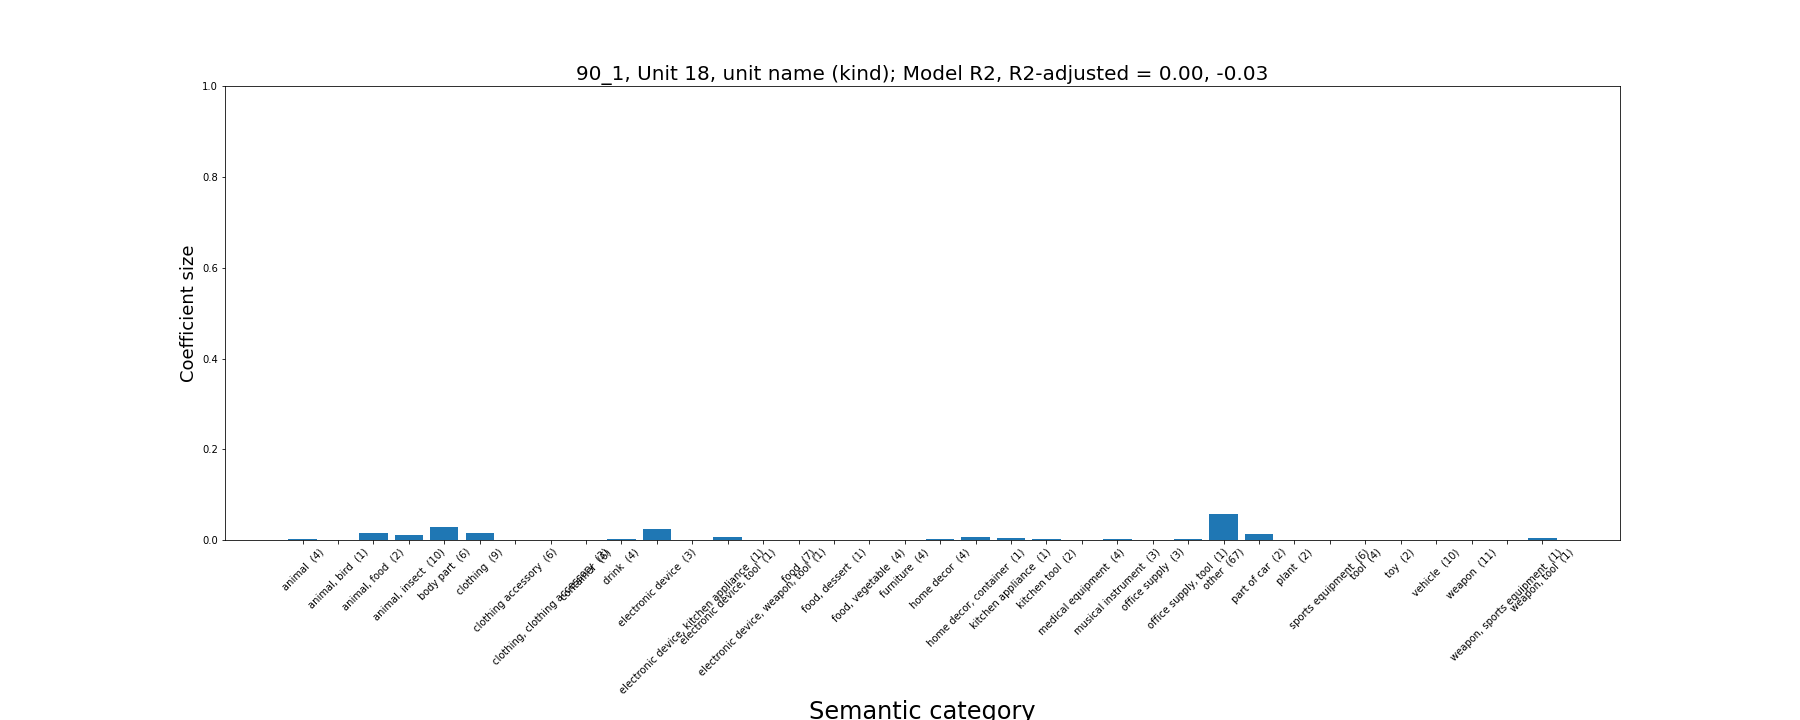 90_1, Unit 18, unit name (kind); Model R2, R2-adjusted = 0.00, -0.03
Coefficient size
1.0
0.8
0.6
0.4
0.2
0.0
animal (4)
animal, bird (1)
animal, food (2)
animal, insect (10)
body part (6)
clothing (9)
clothing accessory (6)
clothing, clothing accessory (3)
container (6)
drink (4)
electronic device (3)
electronic device, kitchen appliance (1)
electronic device, tool (1)
electronic device, weapon, tool (1)
food (7)
food, dessert (1)
food, vegetable (4)
furniture (4)
home decor (4)
home decor, container (1)
kitchen appliance (1)
kitchen tool (2)
medical equipment (4)
musical instrument (3)
office supply (3)
office supply, tool (1)
other (67)
part of car (2)
plant (2)
sports equipment (6)
tool (4)
toy (2)
vehicle (10)
weapon (11)
weapon, sports equipment (1)
weapon, tool (1)
Semantic category